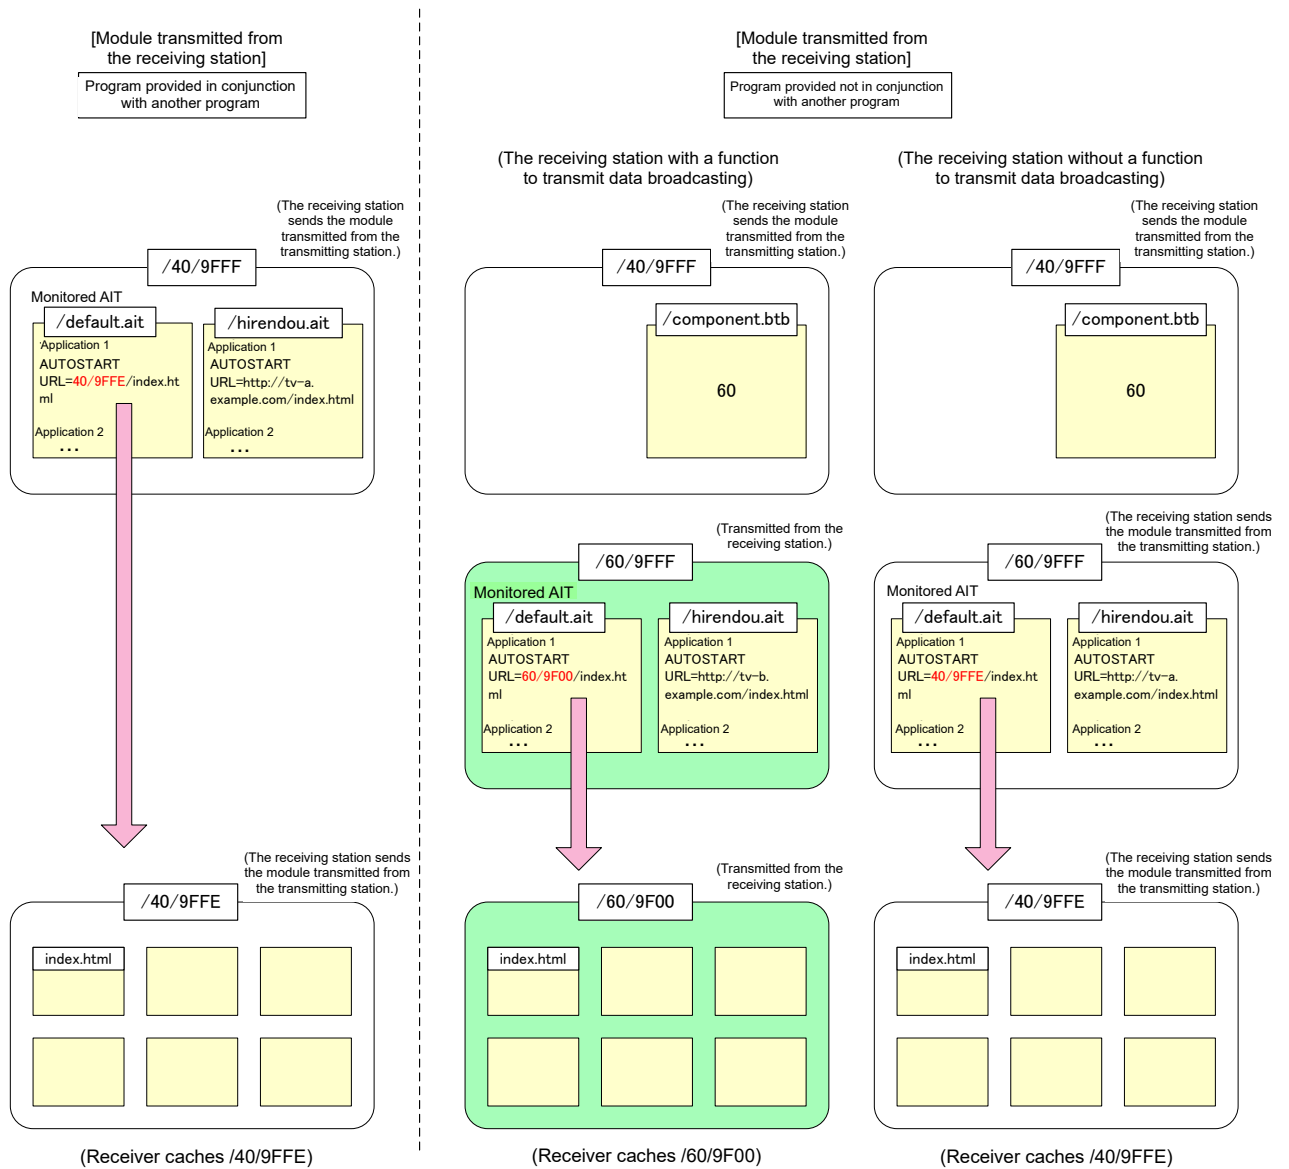 [Module transmitted from
the receiving station]
Program provided in conjunction
with another program
(The receiving station
sends the module
transmitted from the
transmitting station.)
/40/9FFF
Monitored AIT
/default.ait
Application 1
AUTOSTART
URL=40/9FFE/index.ht
ml
Application 2
...
/hirendou.ait
Application 1
AUTOSTART
URL=http://tv-a.
example.com/index.html
Application 2
...
(The receiving station sends
the module transmitted from
the transmitting station.)
/40/9FFE
index.html
(Receiver caches /40/9FFE)
[Module transmitted from
the receiving station]
Program provided not in conjunction
with another program
(The receiving station with a function
to transmit data broadcasting)
(The receiving station
sends the module
transmitted from the
transmitting station.)
/40/9FFF
/component.btb
60
(Transmitted from the
receiving station.)
/60/9FFF
Monitored AIT
/default.ait
Application 1
AUTOSTART
URL=60/9F00/index.ht
ml
Application 2
...
/hirendou.ait
Application 1
AUTOSTART
URL=http://tv-b.
example.com/index.html
Application 2
...
(Transmitted from the
receiving station.)
/60/9F00
index.html
(Receiver caches /60/9F00)
(The receiving station without a function
to transmit data broadcasting)
(The receiving station
sends the module
transmitted from the
transmitting station.)
/40/9FFF
/component.btb
60
(The receiving station sends
the module transmitted from
the transmitting station.)
/60/9FFF
Monitored AIT
/default.ait
Application 1
AUTOSTART
URL=40/9FFE/index.ht
ml
Application 2
...
/hirendou.ait
Application 1
AUTOSTART
URL=http://tv-a.
example.com/index.html
Application 2
...
(The receiving station sends
the module transmitted from
the transmitting station.)
/40/9FFE
index.html
(Receiver caches /40/9FFE)